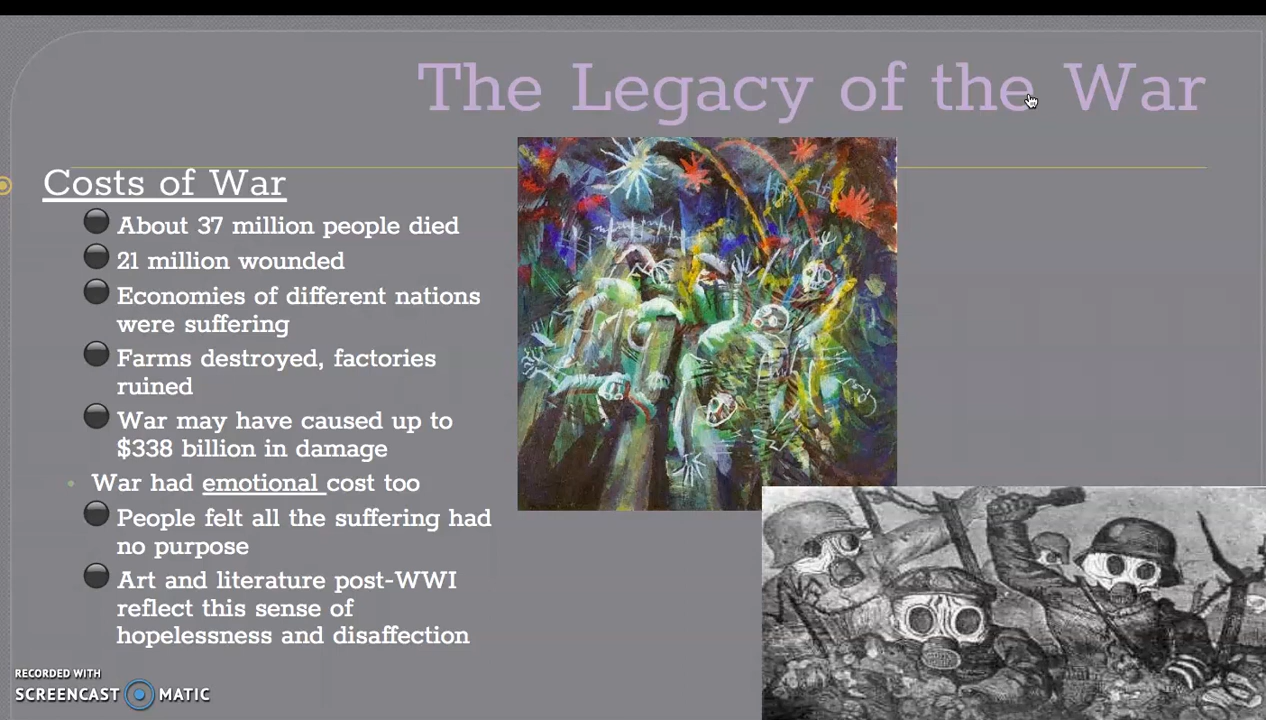 The Legacy of the War
Costs of War
About 37 million people died
21 million wounded
Economies of different nations
were suffering
Farms destroyed, factories
ruined
War may have caused up to
$338 billion in damage
War had emotional cost too
People felt all the suffering had
no purpose
Art and literature post-WWI
reflect this sense of
hopelessness and disaffection
RECORDED WITH
SCREENCAST MATIC